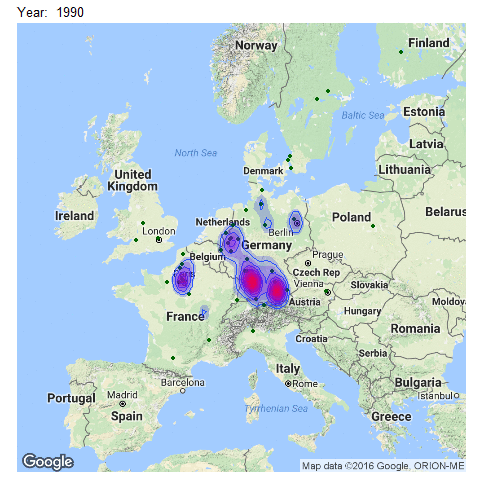 Year: 1990
Norway
Finland
Estonia
Baltic Sea
Latvia
North Sea
Denmark
Lithuania
United
Kingdom
Ireland
London
Netherlands
Berlin
Poland
Belarus
Germany
Belgium
Prague
Czech Rep
Vienna
Slovakia
Austria
Moldov
France
Hungary
Romania
Croatia
Serbia
Italy
Bulgaria
Barcelona
Rome
Istanbul
Portugal
Madrid
Spain
Tyrrhenian Sea
Greece
Google
Map data ©2016 Google, ORION-ME